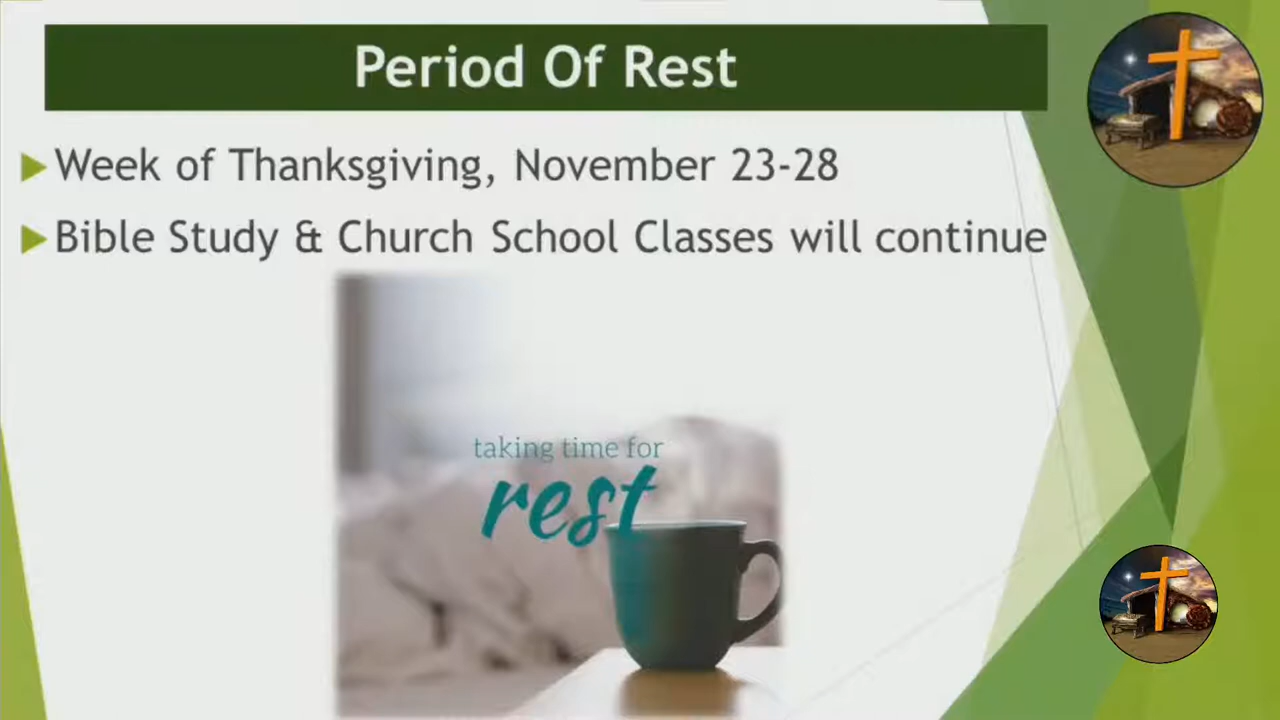 Period Of Rest
Week of Thanksgiving, November 23-28
Bible Study & Church School Classes will continue
taking time for
rest